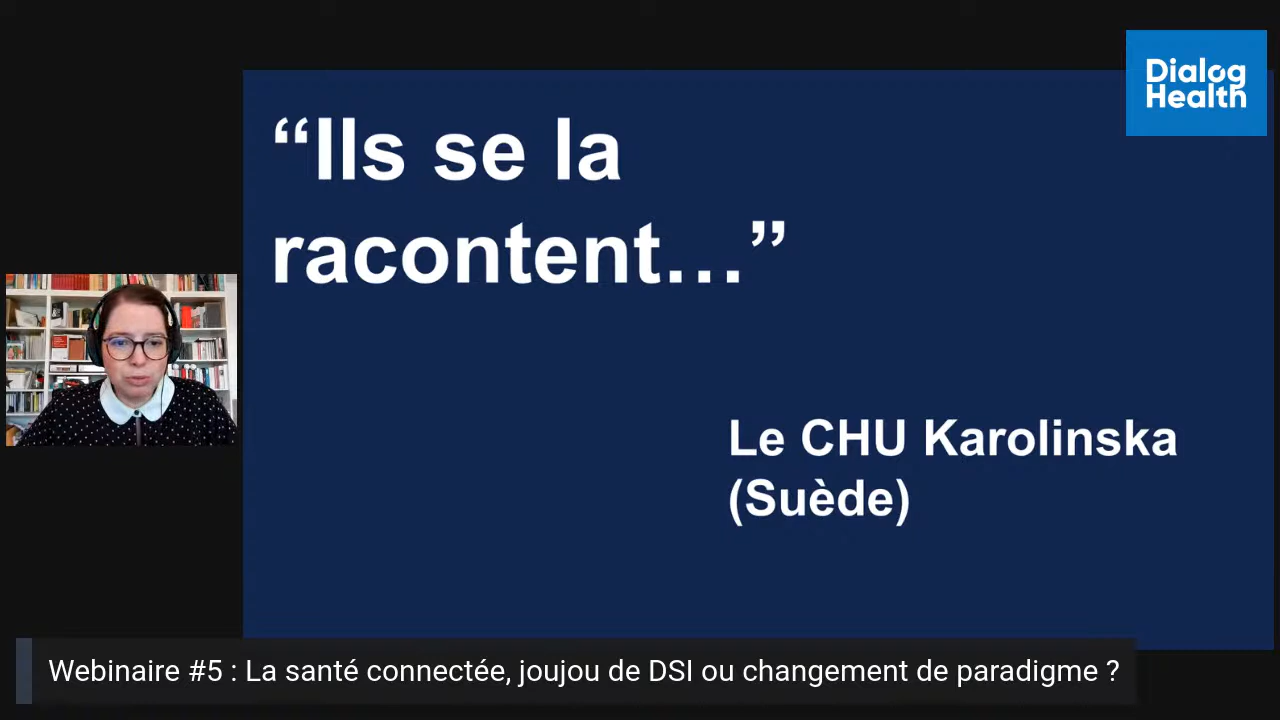 Dialog
Health
“Ils se la
racontent…”
Le CHU Karolinska
(Suède)
Webinaire #5 : La santé connectée, joujou de DSI ou changement de paradigme ?